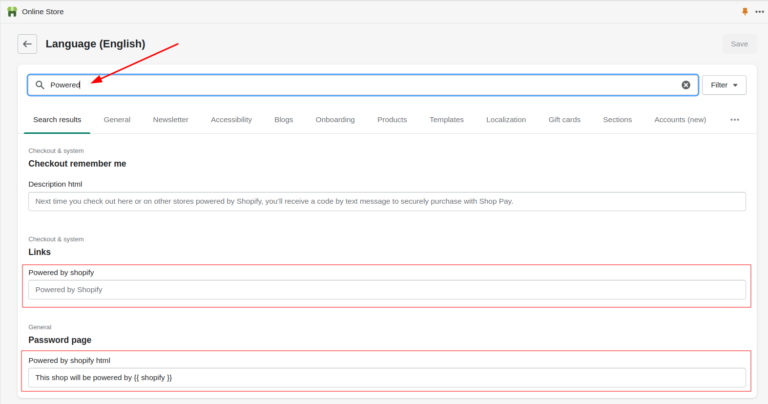 Online Store
Language (English)
Save
Powered
Filter
Search results General Newsletter Accessibility Blogs Onboarding Products Templates Localization Gift cards Sections Accounts (new)
Checkout & system
Checkout remember me
Description html
Next time you check out here or on other stores powered by Shopify, you'll receive a code by text message to securely purchase with Shop Pay.
Checkout & system
Links
Powered by shopify
Powered by Shopify
General
Password page
Powered by shopify html
This shop will be powered by {{ shopify }}